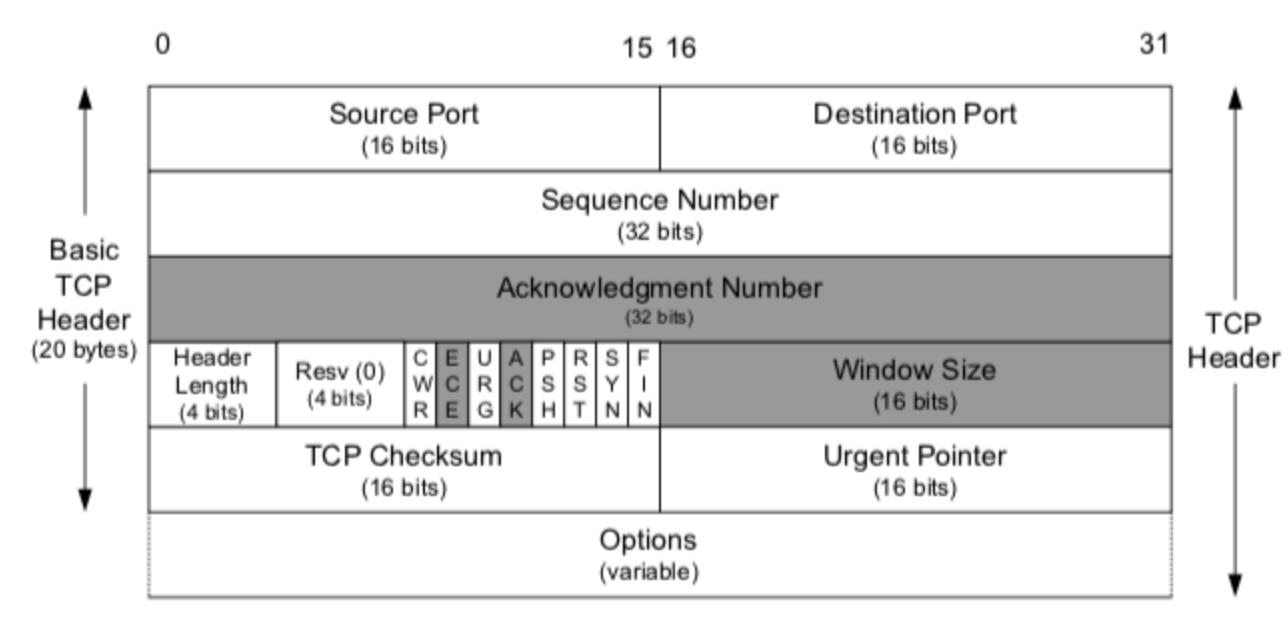 0 15 16 31
Source Port
(16 bits)
Destination Port
(16 bits)
Sequence Number
(32 bits)
Basic
TCP
Header
(20 bytes)
Acknowledgment Number
(32 bits)
TCP
Header
Header
Length
(4 bits)
Resv (0)
(4 bits)
CWR
ECE
URG
ACK
PSH
RST
SYN
FIN
Window Size
(16 bits)
TCP Checksum
(16 bits)
Urgent Pointer
(16 bits)
Options
(variable)